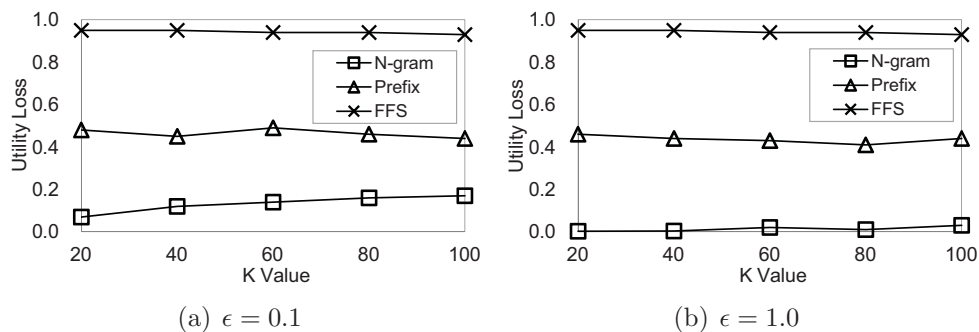 1.0
0.8
0.6
0.4
0.2
0.0
Utility Loss
N-gram
Prefix
FFS
20 40 60 80 100
K Value
(a) ϵ = 0.1
1.0
0.8
0.6
0.4
0.2
0.0
Utility Loss
N-gram
Prefix
FFS
20 40 60 80 100
K Value
(b) ϵ = 1.0